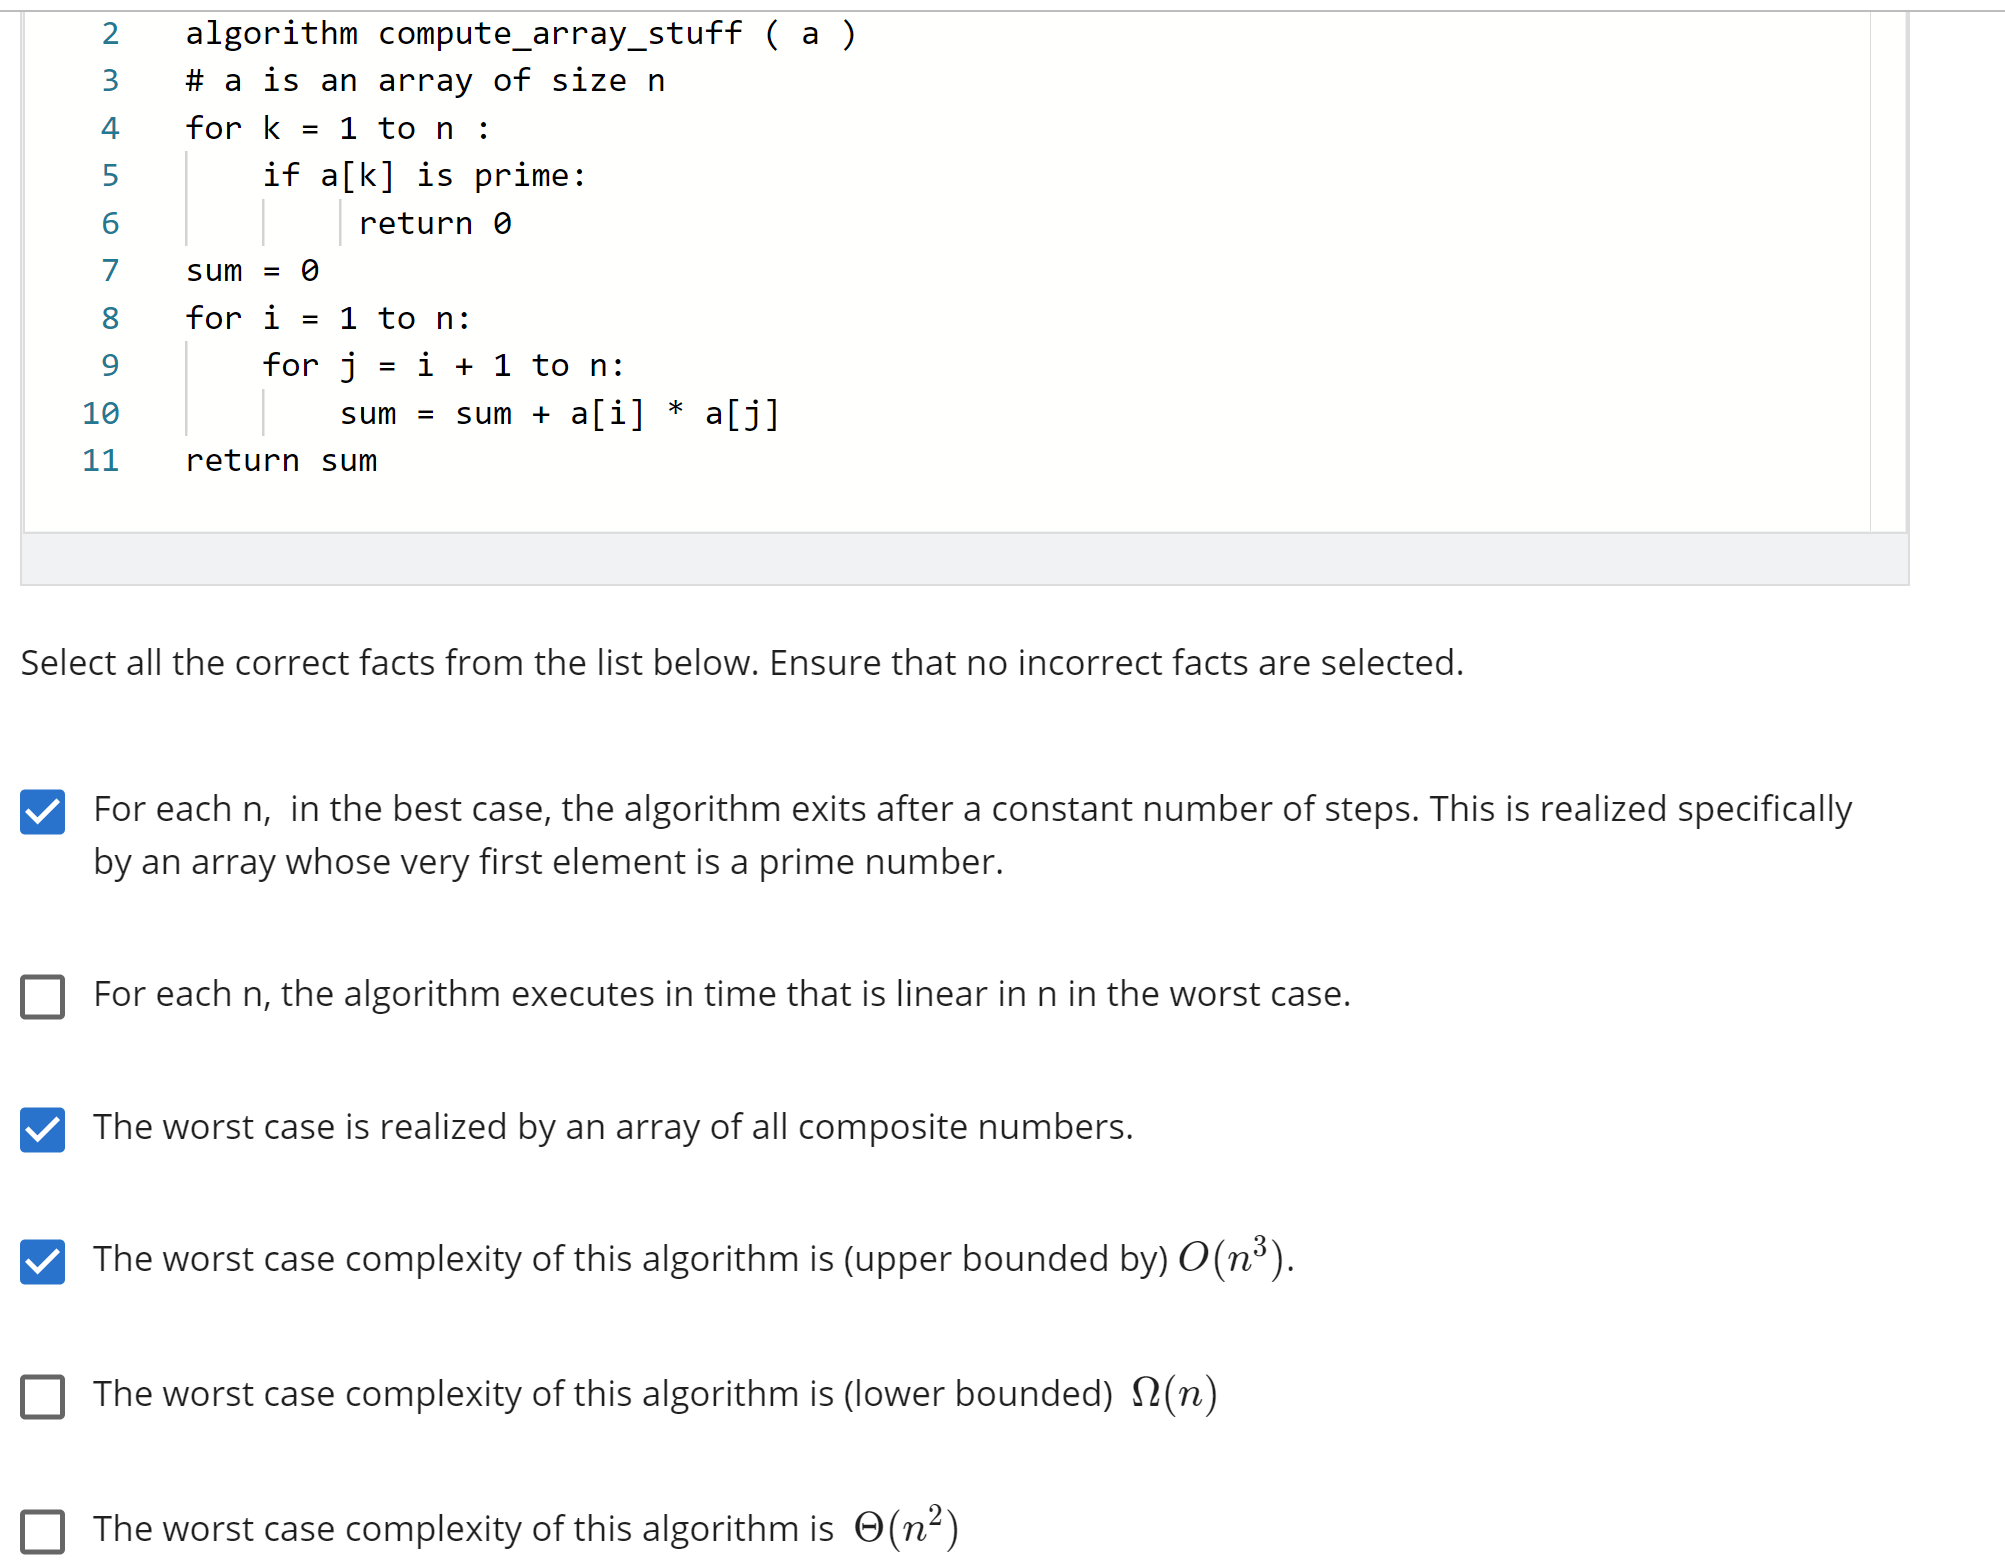 2 algorithm compute_array_stuff ( a )
3 # a is an array of size n
4 for k = 1 to n :
5 if a[k] is prime:
6 return 0
7 sum = 0
8 for i = 1 to n:
9 for j = i + 1 to n:
10 sum = sum + a[i] * a[j]
11 return sum
Select all the correct facts from the list below. Ensure that no incorrect facts are selected.
For each n, in the best case, the algorithm exits after a constant number of steps. This is realized specifically
by an array whose very first element is a prime number.
For each n, the algorithm executes in time that is linear in n in the worst case.
The worst case is realized by an array of all composite numbers.
The worst case complexity of this algorithm is (upper bounded by) O(n³).
The worst case complexity of this algorithm is (lower bounded) Ω(n)
The worst case complexity of this algorithm is Θ(n²)